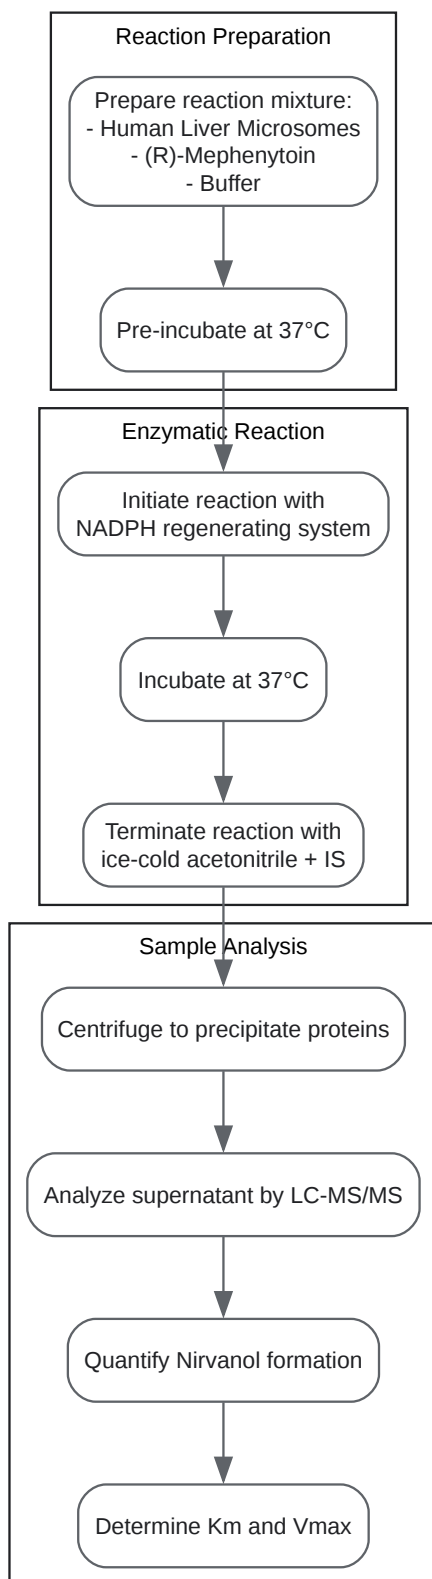 Reaction Preparation
Prepare reaction mixture:
- Human Liver Microsomes
- (R)-Mephenytoin
- Buffer
Pre-incubate at 37°C
Enzymatic Reaction
Initiate reaction with
NADPH regenerating system
Incubate at 37°C
Terminate reaction with
ice-cold acetonitrile + IS
Sample Analysis
Centrifuge to precipitate proteins
Analyze supernatant by LC-MS/MS
Quantify Nirvanol formation
Determine Km and Vmax